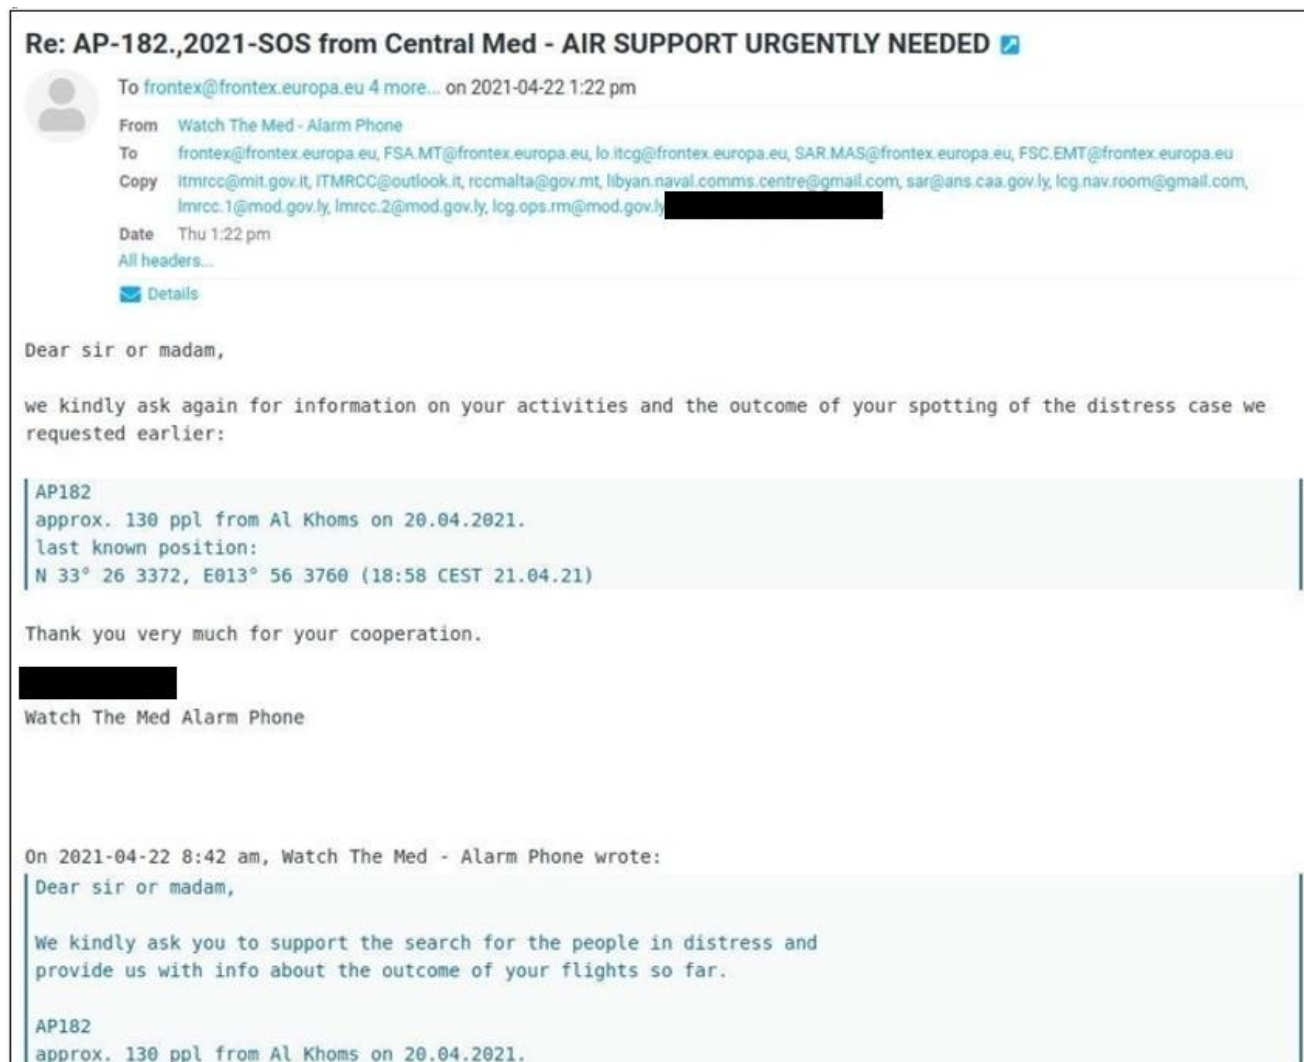 Re: AP-182.,2021-SOS from Central Med - AIR SUPPORT URGENTLY NEEDED
To frontex@frontex.europa.eu 4 more... on 2021-04-22 1:22 pm
From Watch The Med - Alarm Phone
To frontex@frontex.europa.eu, FSA.MT@frontex.europa.eu, lo.itcg@frontex.europa.eu, SAR.MAS@frontex.europa.eu, FSC.EMT@frontex.europa.eu
Copy itmrcc@mit.gov.it, ITMRCC@outlook.it, rccmalta@gov.mt, libyan.naval.comms.centre@gmail.com, sar@ans.caa.gov.ly, lcg.nav.room@gmail.com,
lmrcc.1@mod.gov.ly, lmrcc.2@mod.gov.ly, lcg.ops.rm@mod.gov.ly
Date Thu 1:22 pm
All headers...
Details
Dear sir or madam,
we kindly ask again for information on your activities and the outcome of your spotting of the distress case we
requested earlier:
AP182
approx. 130 ppl from Al Khoms on 20.04.2021.
last known position:
N 33° 26 3372, E013° 56 3760 (18:58 CEST 21.04.21)
Thank you very much for your cooperation.
Watch The Med Alarm Phone
On 2021-04-22 8:42 am, Watch The Med - Alarm Phone wrote:
Dear sir or madam,
We kindly ask you to support the search for the people in distress and
provide us with info about the outcome of your flights so far.
AP182
approx. 130 ppl from Al Khoms on 20.04.2021.